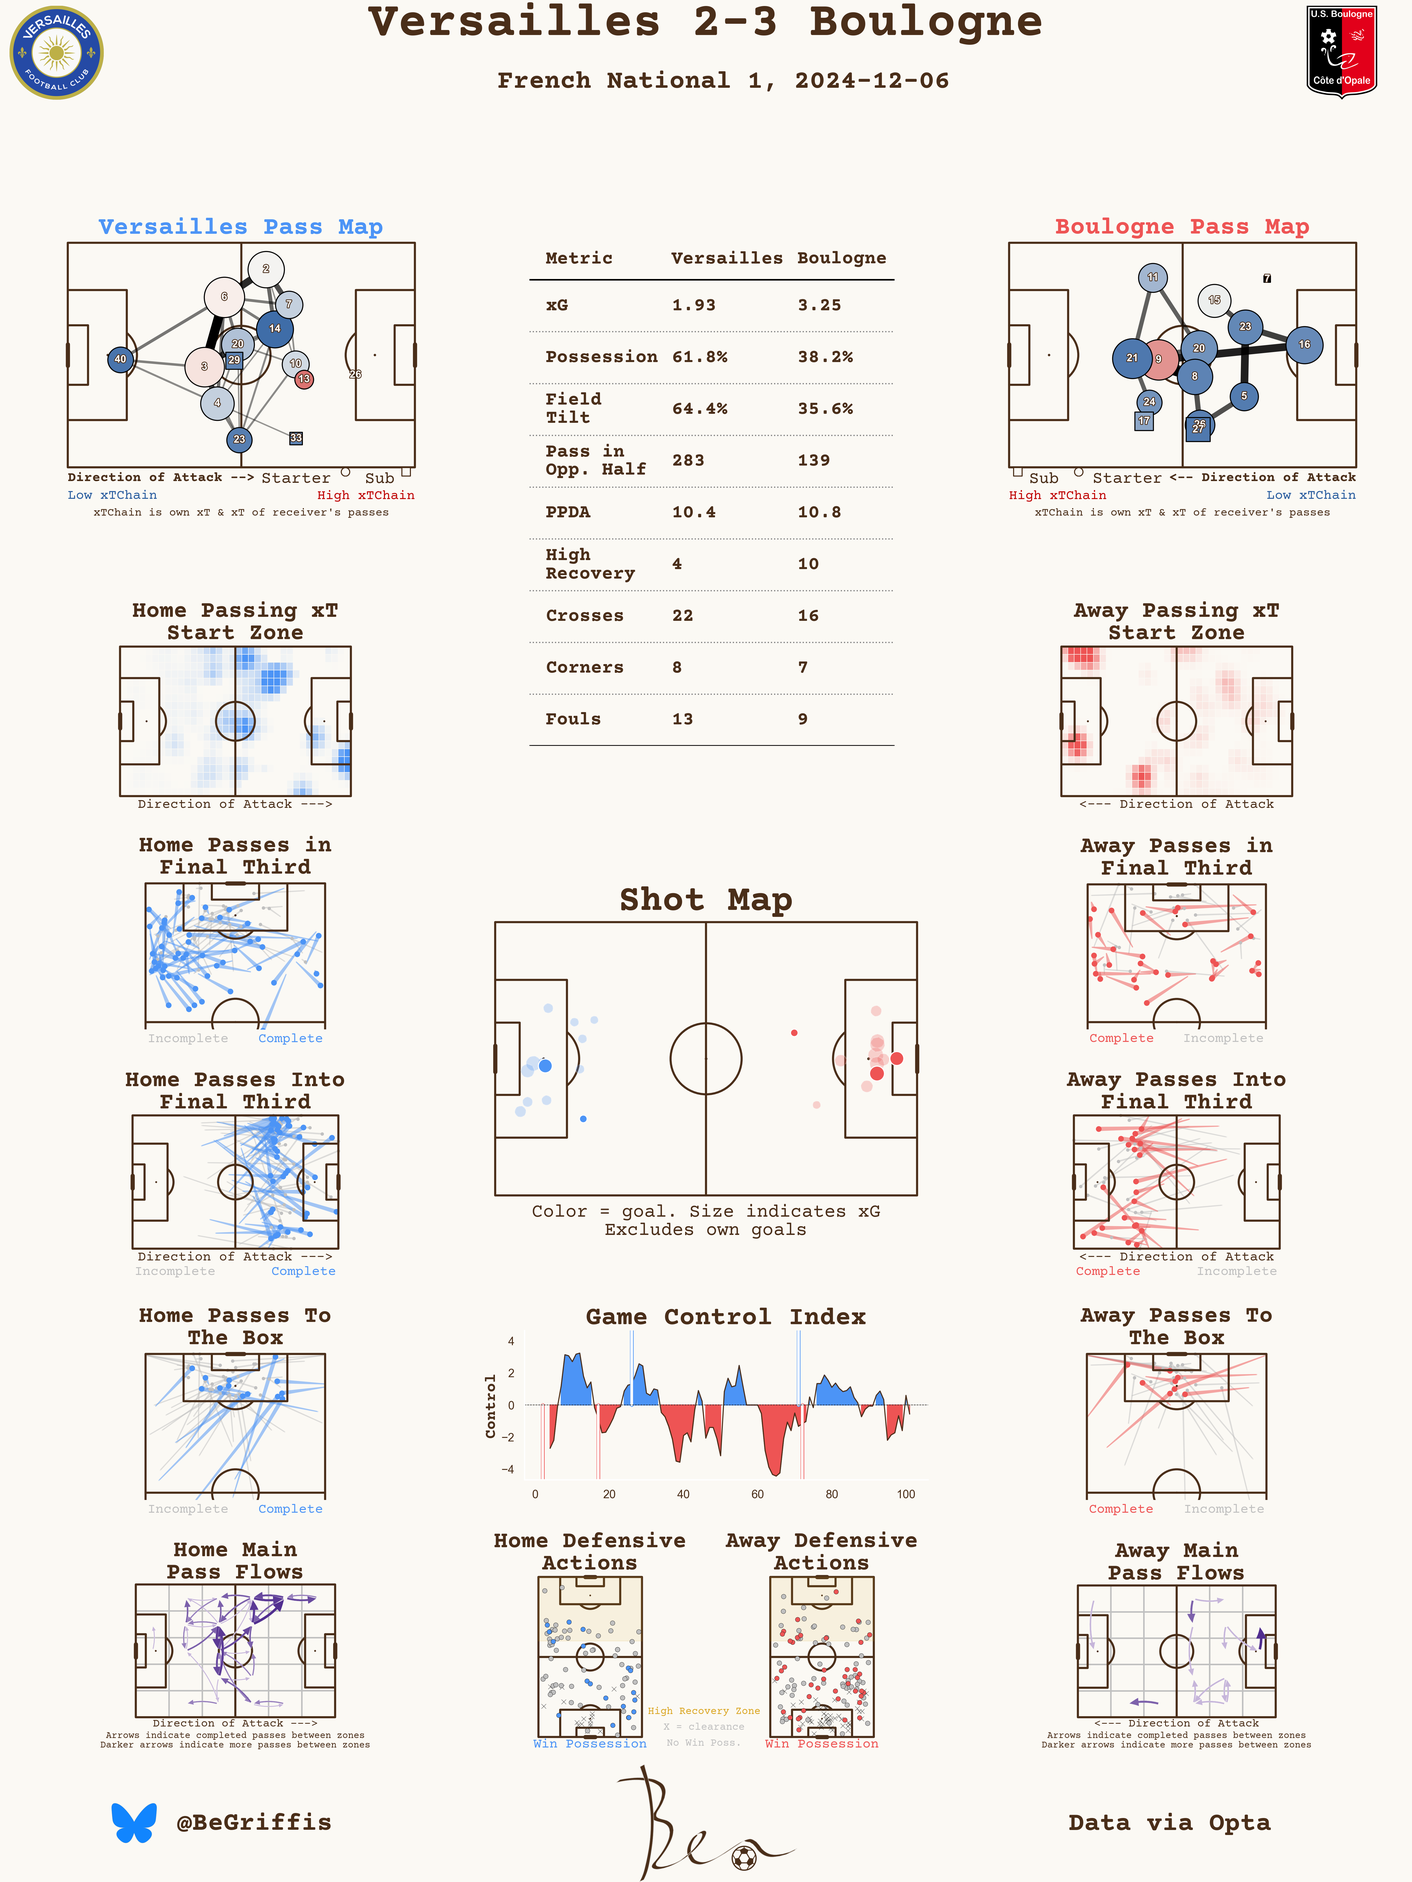 Versailles 2-3 Boulogne
French National 1, 2024-12-06
VERSAILLES
FOOTBALL CLUB
U.S. Boulogne
Côte d'Opale
Versailles Pass Map
2
6
7
14
20
40
29
3
10
13
26
4
23
33
Direction of Attack --> Starter Sub
Low xTChain High xTChain
xTChain is own xT & xT of receiver's passes
Metric Versailles Boulogne
xG 1.93 3.25
Possession 61.8% 38.2%
Field
Tilt 64.4% 35.6%
Pass in
Opp. Half 283 139
PPDA 10.4 10.8
High
Recovery 4 10
Crosses 22 16
Corners 8 7
Fouls 13 9
Boulogne Pass Map
11
7
15
23
20
16
21
9
8
24
5
17
27
Sub Starter <-- Direction of Attack
High xTChain Low xTChain
xTChain is own xT & xT of receiver's passes
Home Passing xT
Start Zone
Direction of Attack --->
Away Passing xT
Start Zone
<--- Direction of Attack
Home Passes in
Final Third
Incomplete Complete
Away Passes in
Final Third
Complete Incomplete
Shot Map
Color = goal. Size indicates xG
Excludes own goals
Home Passes Into
Final Third
Direction of Attack --->
Incomplete Complete
Away Passes Into
Final Third
<--- Direction of Attack
Complete Incomplete
Home Passes To
The Box
Incomplete Complete
Game Control Index
Control
4
2
0
−2
−4
0 20 40 60 80 100
Away Passes To
The Box
Complete Incomplete
Home Main
Pass Flows
Direction of Attack --->
Arrows indicate completed passes between zones
Darker arrows indicate more passes between zones
Home Defensive
Actions
Win Possession
High Recovery Zone
X = clearance
No Win Poss.
Away Defensive
Actions
Win Possession
Away Main
Pass Flows
<--- Direction of Attack
Arrows indicate completed passes between zones
Darker arrows indicate more passes between zones
@BeGriffis
Ben
Data via Opta